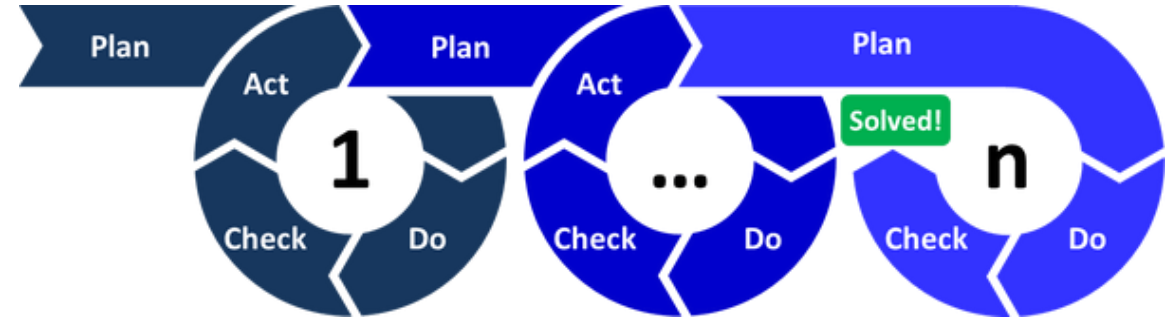 Plan
Act
1
Check
Do
Plan
Act
...
Check
Do
Plan
Solved!
n
Check
Do